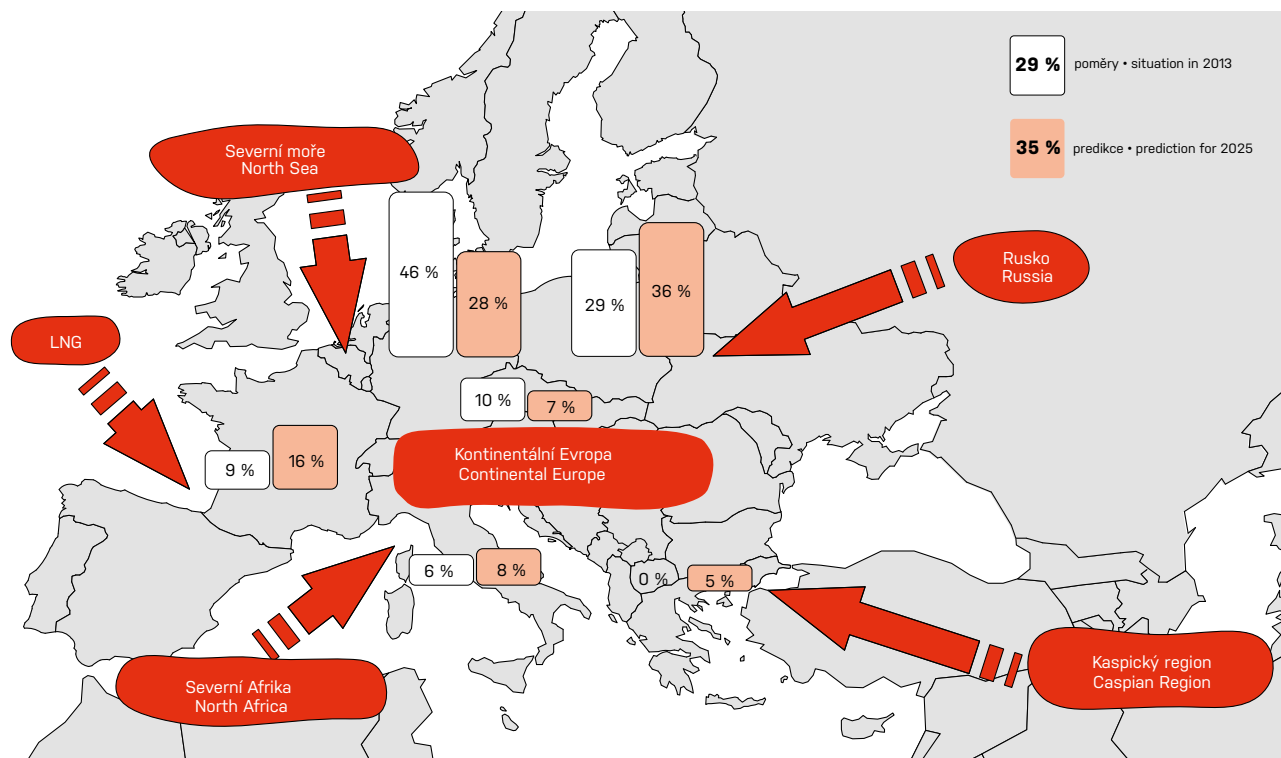 29 %
poměry • situation in 2013
35 %
predikce • prediction for 2025
Severní moře
North Sea
46 %
28 %
29 %
36 %
Rusko
Russia
LNG
9 %
16 %
10 %
7 %
Kontinentální Evropa
Continental Europe
6 %
8 %
0 %
5 %
Severní Afrika
North Africa
Kaspický region
Caspian Region